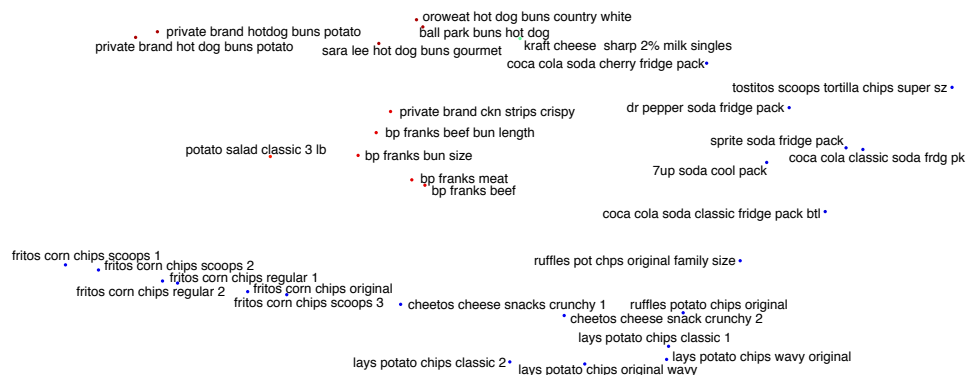 oroweat hot dog buns country white
private brand hotdog buns potato
ball park buns hot dog
private brand hot dog buns potato
sara lee hot dog buns gourmet
kraft cheese sharp 2% milk singles
coca cola soda cherry fridge pack
tostitos scoops tortilla chips super sz
dr pepper soda fridge pack
private brand ckn strips crispy
bp franks beef bun length
sprite soda fridge pack
potato salad classic 3 lb
bp franks bun size
coca cola classic soda frdg pk
7up soda cool pack
bp franks meat
bp franks beef
coca cola soda classic fridge pack btl
fritos corn chips scoops 1
ruffles pot chps original family size
fritos corn chips scoops 2
fritos corn chips regular 1
fritos corn chips regular 2
fritos corn chips original
fritos corn chips scoops 3
cheetos cheese snacks crunchy 1
ruffles potato chips original
cheetos cheese snack crunchy 2
lays potato chips classic 1
lays potato chips wavy original
lays potato chips classic 2
lays potato chips original wavy